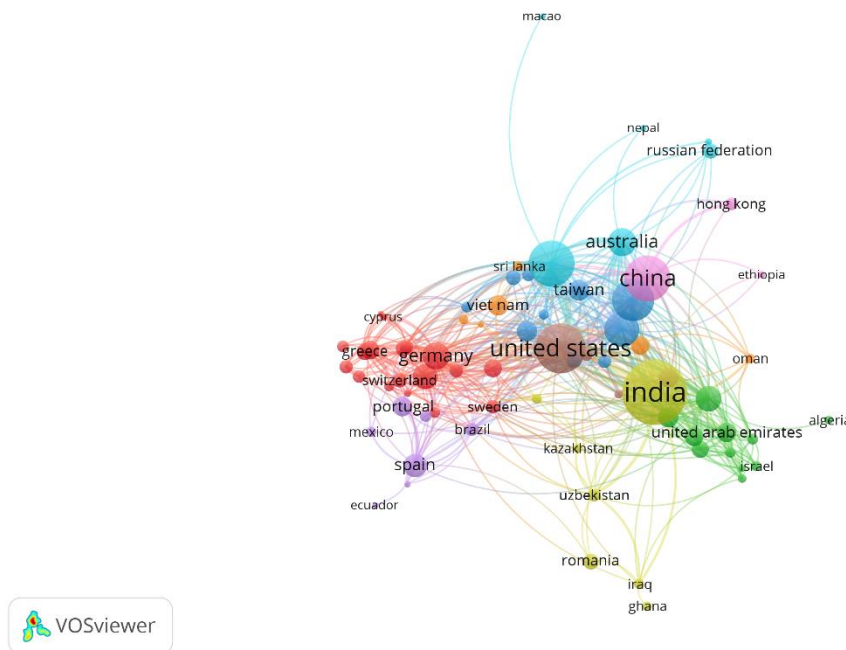 macao
nepal
russian federation
hong kong
australia
sri lanka
china
ethiopia
taiwan
viet nam
cyprus
united states
greece
germany
oman
switzerland
india
portugal
sweden
mexico
brazil
united arab emirates
algeria
kazakhstan
spain
israel
uzbekistan
ecuador
romania
iraq
ghana
VOSviewer